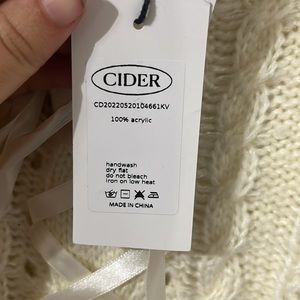 CIDER
CD20220520104661KV
100% acrylic
handwash
dry flat
do not bleach
iron on low heat
MADE IN CHINA